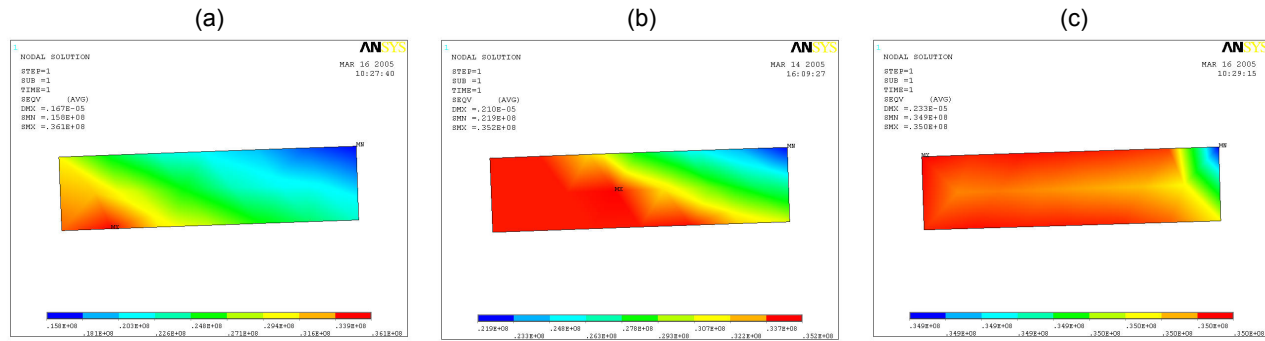 (a)
1
ANSYS
NODAL SOLUTION
MAR 16 2005
10:27:40
STEP=1
SUB =1
TIME=1
SEQV (AVG)
DMX =.167E-05
SMN =.158E+08
SMX =.361E+08
MN
MX
.158E+08 .203E+08 .248E+08 .294E+08 .339E+08
.181E+08 .226E+08 .271E+08 .316E+08 .361E+08
(b)
1
ANSYS
NODAL SOLUTION
MAR 14 2005
16:09:27
STEP=1
SUB =1
TIME=1
SEQV (AVG)
DMX =.210E-05
SMN =.219E+08
SMX =.352E+08
MN
MX
.219E+08 .248E+08 .278E+08 .307E+08 .337E+08
.233E+08 .263E+08 .293E+08 .322E+08 .352E+08
(c)
1
ANSYS
NODAL SOLUTION
MAR 16 2005
10:29:15
STEP=1
SUB =1
TIME=1
SEQV (AVG)
DMX =.233E-05
SMN =.349E+08
SMX =.350E+08
MX
MN
.349E+08 .349E+08 .349E+08 .350E+08 .350E+08
.349E+08 .349E+08 .350E+08 .350E+08 .350E+08